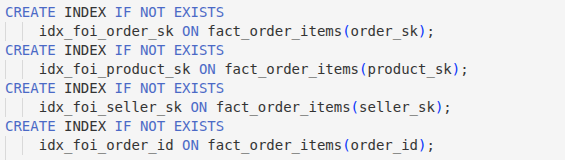 CREATE INDEX IF NOT EXISTS
idx_foi_order_sk ON fact_order_items(order_sk);
CREATE INDEX IF NOT EXISTS
idx_foi_product_sk ON fact_order_items(product_sk);
CREATE INDEX IF NOT EXISTS
idx_foi_seller_sk ON fact_order_items(seller_sk);
CREATE INDEX IF NOT EXISTS
idx_foi_order_id ON fact_order_items(order_id);